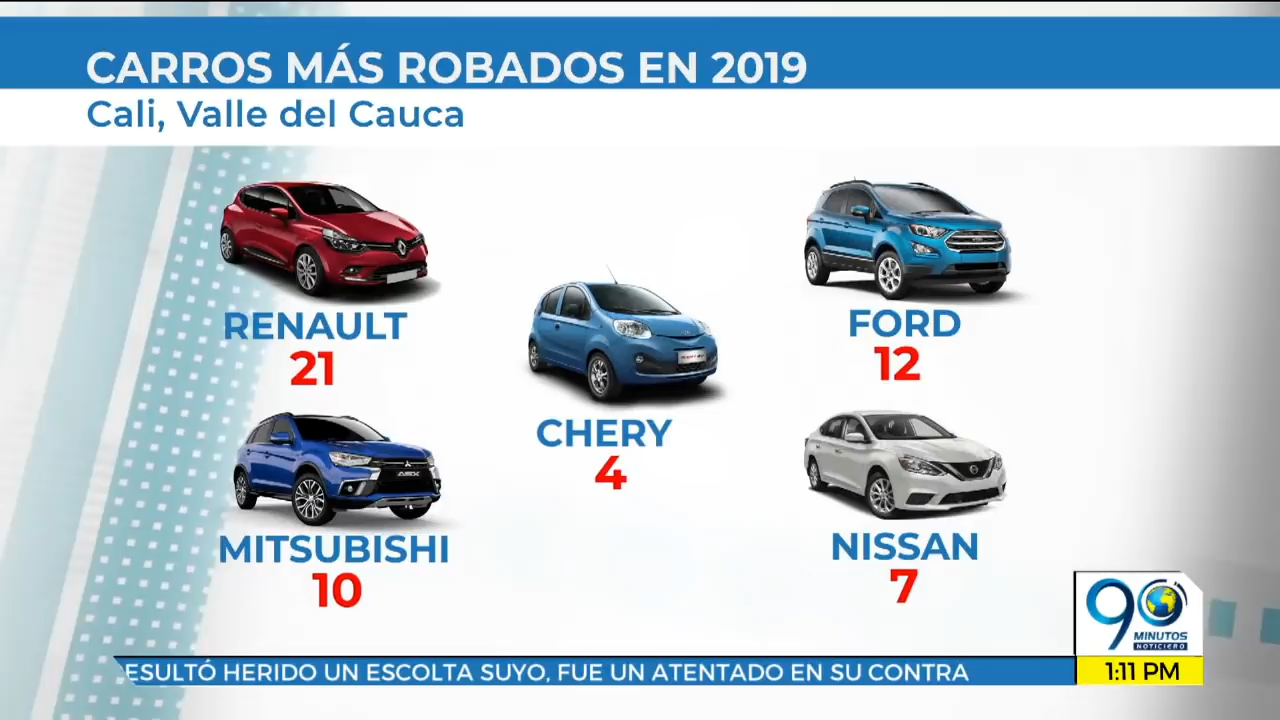 CARROS MÁS ROBADOS EN 2019
Cali, Valle del Cauca
RENAULT
21
FORD
12
CHERY
4
MITSUBISHI
10
NISSAN
7
ASX
90
MINUTOS
NOTICIERO
ESULTÓ HERIDO UN ESCOLTA SUYO, FUE UN ATENTADO EN SU CONTRA
1:11 PM